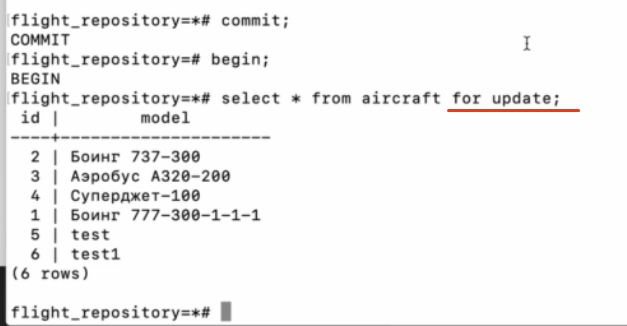 flight_repository=*# commit;
COMMIT
flight_repository=# begin;
BEGIN
flight_repository=*# select * from aircraft for update;
 id |        model
----+---------------------
  2 | Боинг 737-300
  3 | Аэробус A320-200
  4 | Суперджет-100
  1 | Боинг 777-300-1-1-1
  5 | test
  6 | test1
(6 rows)
flight_repository=*#